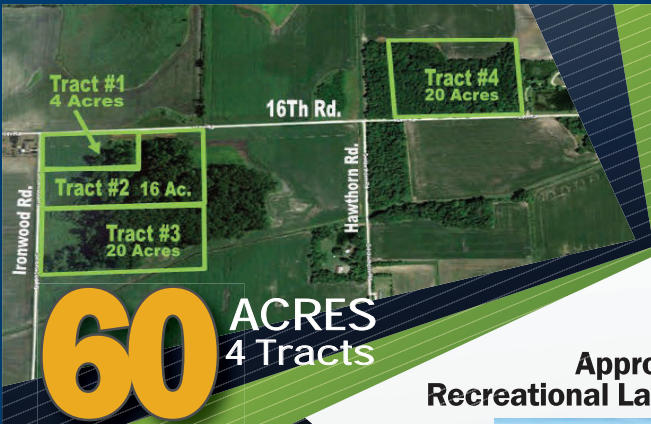 Tract #1
4 Acres
Tract #4
20 Acres
16Th Rd.
Tract #2 16 Ac.
Ironwood Rd.
Hawthorn Rd.
Tract #3
20 Acres
60
ACRES
4 Tracts
Recreational